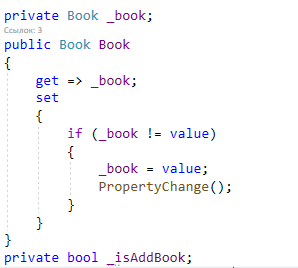 private Book _book;
Ссылок: 3
public Book Book
{
get => _book;
set
{
if (_book != value)
{
_book = value;
PropertyChange();
}
}
}
private bool _isAddBook;